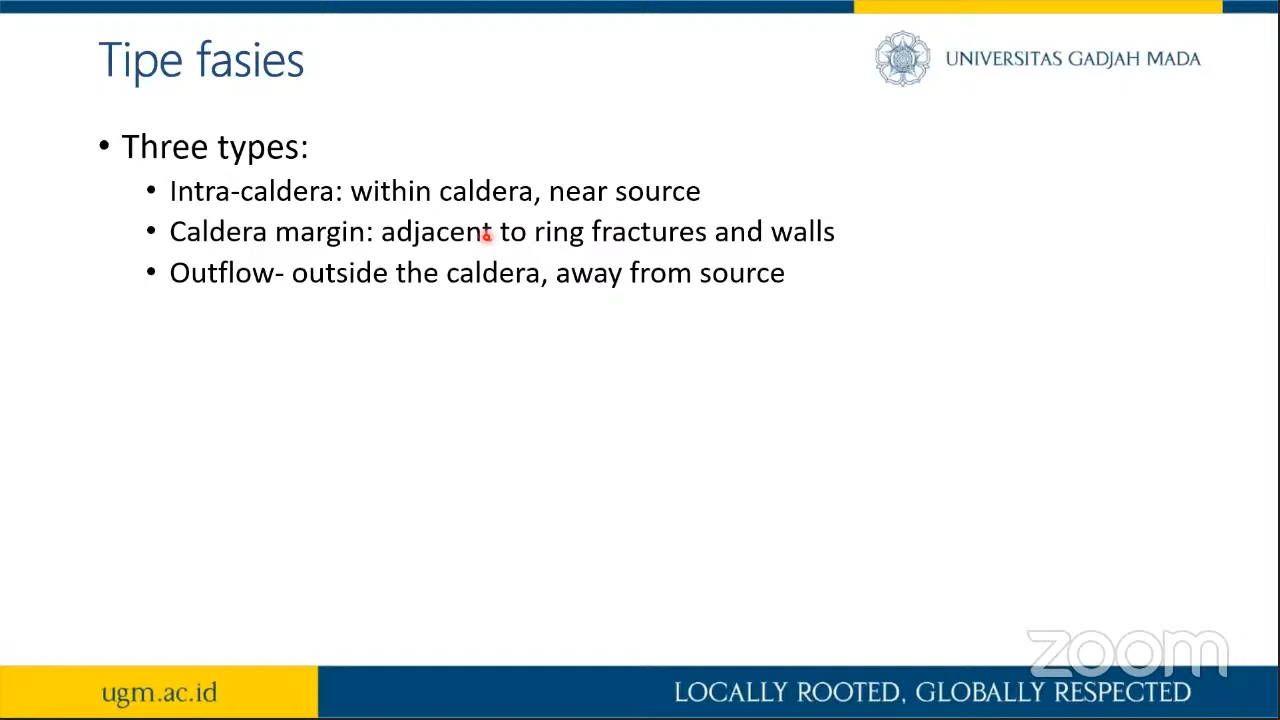 Tipe fasies
UNIVERSITAS GADJAH MADA
• Three types:
• Intra-caldera: within caldera, near source
• Caldera margin: adjacent to ring fractures and walls
• Outflow- outside the caldera, away from source
zoom
ugm.ac.id
LOCALLY ROOTED, GLOBALLY RESPECTED